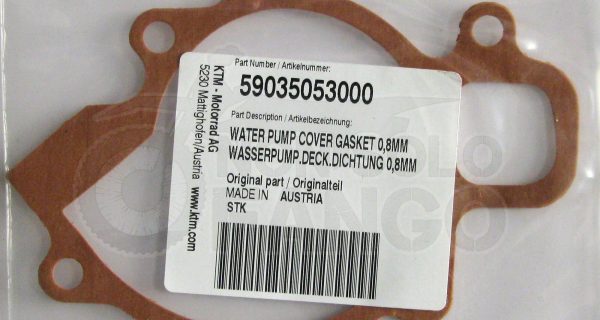 Part Number / Artikelnummer:
59035053000
Part Description / Artikelbezeichnung:
WATER PUMP COVER GASKET 0,8MM
WASSERPUMP.DECK.DICHTUNG 0,8MM
Original part / Originalteil
MADE IN AUSTRIA
STK
KTM - Motorrad AG
5230 Mattighofen/Austria
www.ktm.com